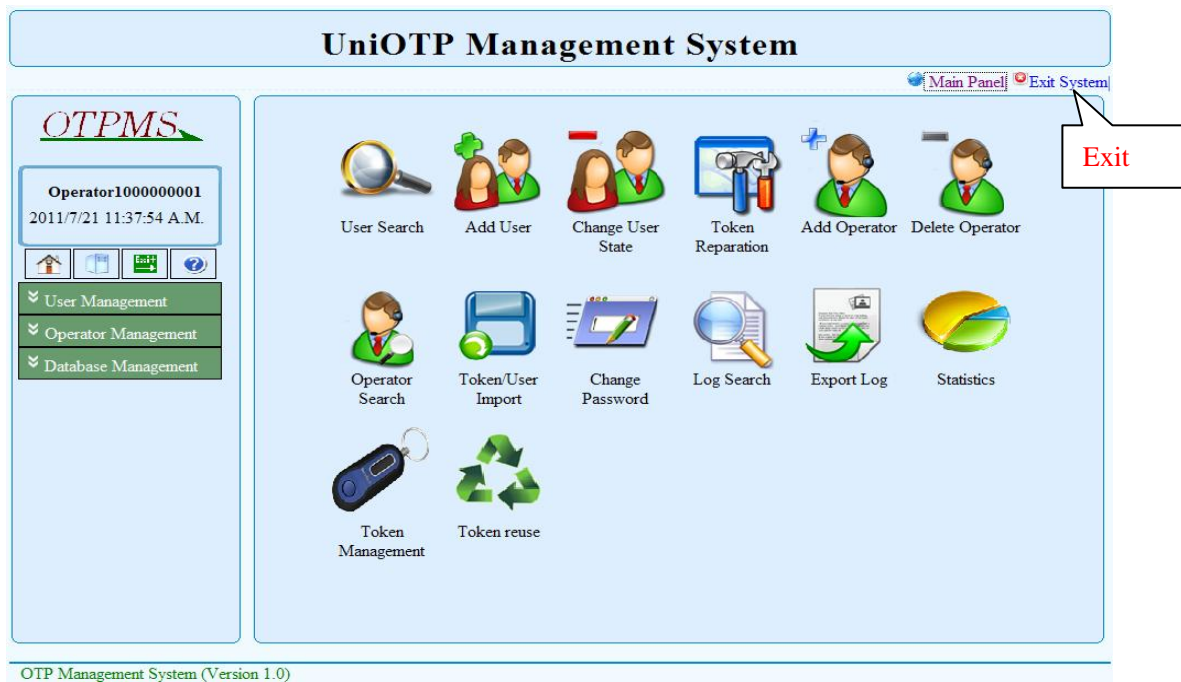 UniOTP Management System
Main Panel Exit System
Exit
OTPMS
Operator1000000001
2011/7/21 11:37:54 A.M.
Exit
User Management
Operator Management
Database Management
User Search
Add User
Change User
State
Token
Reparation
Add Operator
Delete Operator
Operator
Search
Token/User
Import
Change
Password
Log Search
Export Log
Statistics
Token
Management
Token reuse
OTP Management System (Version 1.0)